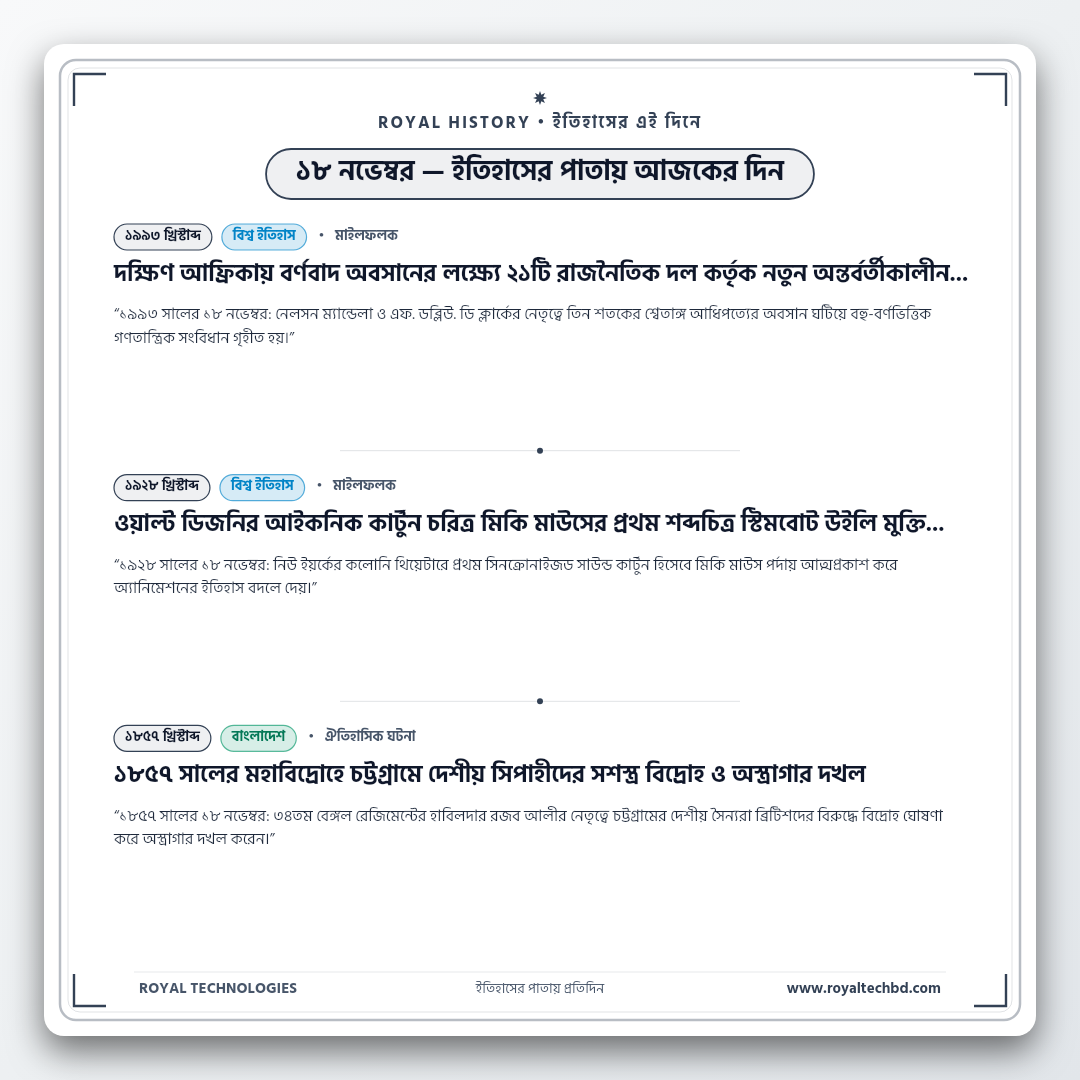 ROYAL HISTORY • ইতিহাসের এই দিনে
১৮ নভেম্বর — ইতিহাসের পাতায় আজকের দিন
১৯৯৩ খ্রিস্টাব্দ বিশ্ব ইতিহাস • মাইলফলক
দক্ষিণ আফ্রিকায় বর্ণবাদ অবসানের লক্ষ্যে ২১টি রাজনৈতিক দল কর্তৃক নতুন অন্তর্বর্তীকালীন...
“১৯৯৩ সালের ১৮ নভেম্বর: নেলসন ম্যান্ডেলা ও এফ. ডব্লিউ. ডি ক্লার্কের নেতৃত্বে তিন শতকের শ্বেতাঙ্গ আধিপত্যের অবসান ঘটিয়ে বহু-বর্ণভিত্তিক
গণতান্ত্রিক সংবিধান গৃহীত হয়।”
১৯২৮ খ্রিস্টাব্দ বিশ্ব ইতিহাস • মাইলফলক
ওয়াল্ট ডিজনির আইকনিক কার্টুন চরিত্র মিকি মাউসের প্রথম শব্দচিত্র স্টিমবোট উইলি মুক্তি...
“১৯২৮ সালের ১৮ নভেম্বর: নিউ ইয়র্কের কলোনি থিয়েটারে প্রথম সিনক্রোনাইজড সাউন্ড কার্টুন হিসেবে মিকি মাউস পর্দায় আত্মপ্রকাশ করে
অ্যানিমেশনের ইতিহাস বদলে দেয়।”
১৮৫৭ খ্রিস্টাব্দ বাংলাদেশ • ঐতিহাসিক ঘটনা
১৮৫৭ সালের মহাবিদ্রোহে চট্টগ্রামে দেশীয় সিপাহীদের সশস্ত্র বিদ্রোহ ও অস্ত্রাগার দখল
“১৮৫৭ সালের ১৮ নভেম্বর: ৩৪তম বেঙ্গল রেজিমেন্টের হাবিলদার রজব আলীর নেতৃত্বে চট্টগ্রামের দেশীয় সৈন্যরা ব্রিটিশদের বিরুদ্ধে বিদ্রোহ ঘোষণা
করে অস্ত্রাগার দখল করেন।”
ROYAL TECHNOLOGIES ইতিহাসের পাতায় প্রতিদিন www.royaltechbd.com